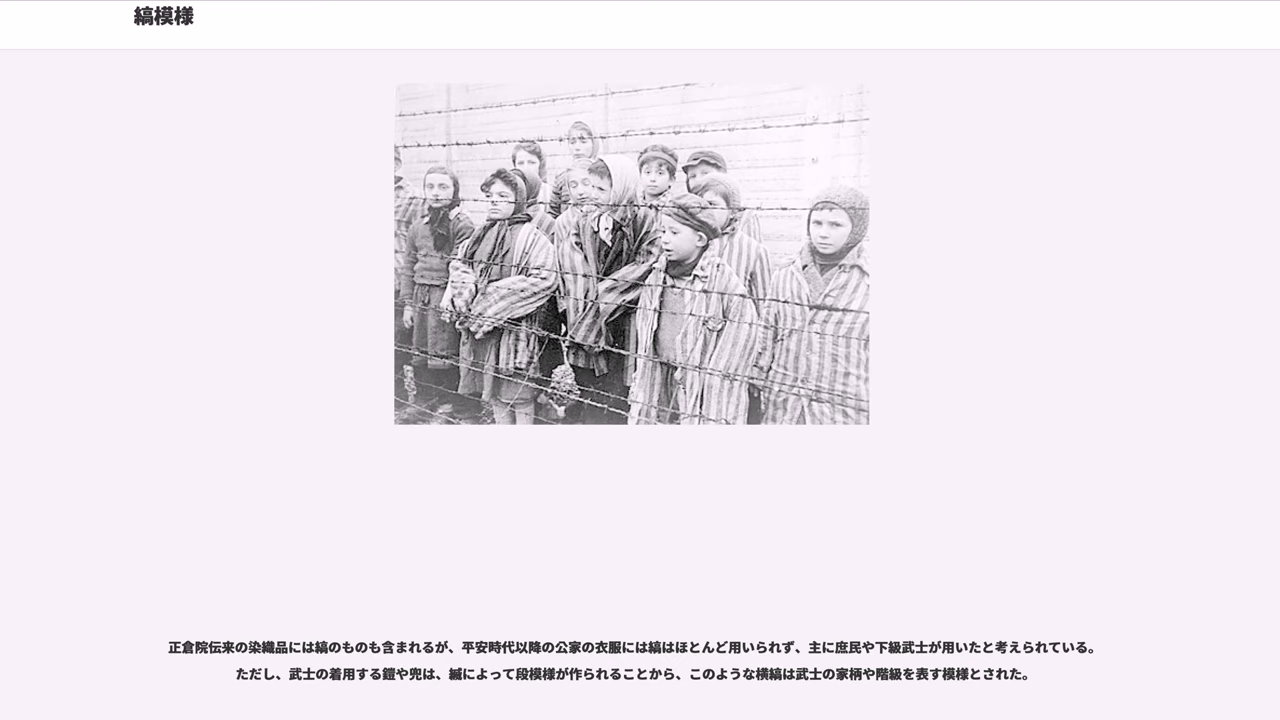 縞模様
正倉院伝来の染織品には縞のものも含まれるが、平安時代以降の公家の衣服には縞はほとんど用いられず、主に庶民や下級武士が用いたと考えられている。
ただし、武士の着用する鎧や兜は、縅によって段模様が作られることから、このような横縞は武士の家柄や階級を表す模様とされた。